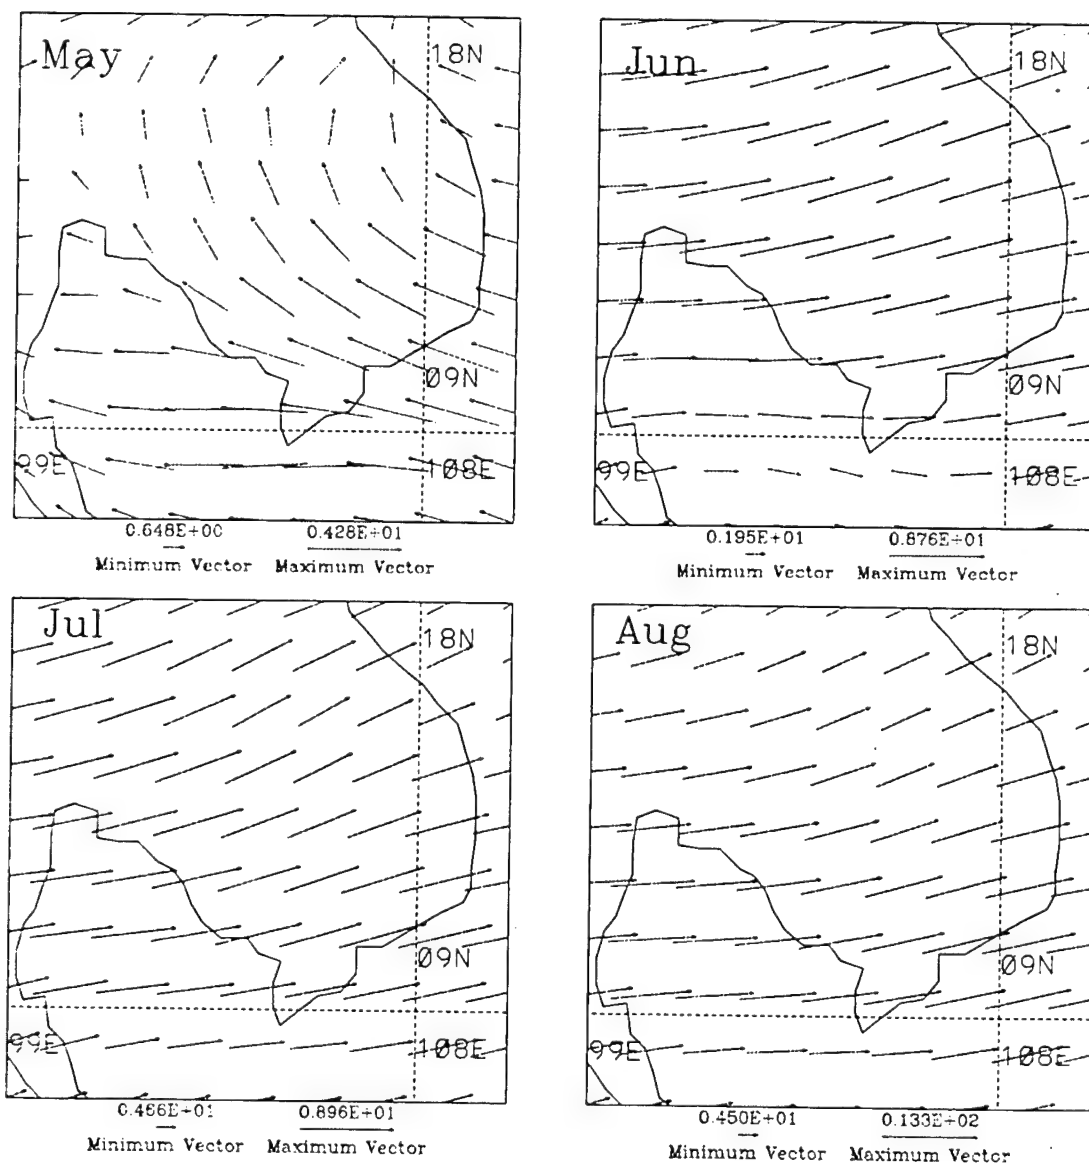 May
18N
09N
99E
108E
0.648E+00 0.428E+01
Minimum Vector Maximum Vector
Jun
18N
09N
99E
108E
0.195E+01 0.876E+01
Minimum Vector Maximum Vector
Jul
18N
09N
99E
108E
0.466E+01 0.896E+01
Minimum Vector Maximum Vector
Aug
18N
09N
99E
108E
0.450E+01 0.133E+02
Minimum Vector Maximum Vector